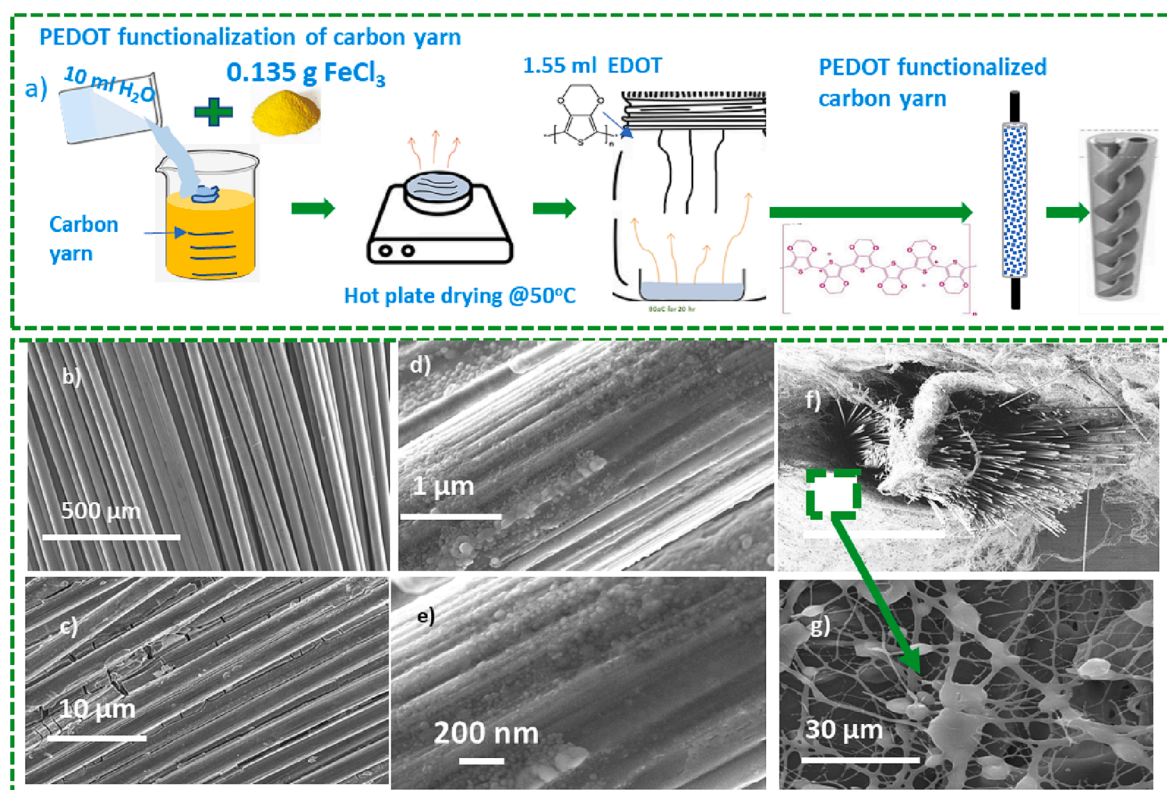 PEDOT functionalization of carbon yarn
a)
10 ml H₂O
0.135 g FeCl₃
Carbon
yarn
Hot plate drying @50°C
1.55 ml EDOT
O
O
S
n
PEDOT functionalized
carbon yarn
n
b)
500 µm
c)
10 µm
d)
1 µm
e)
200 nm
f)
g)
30 µm